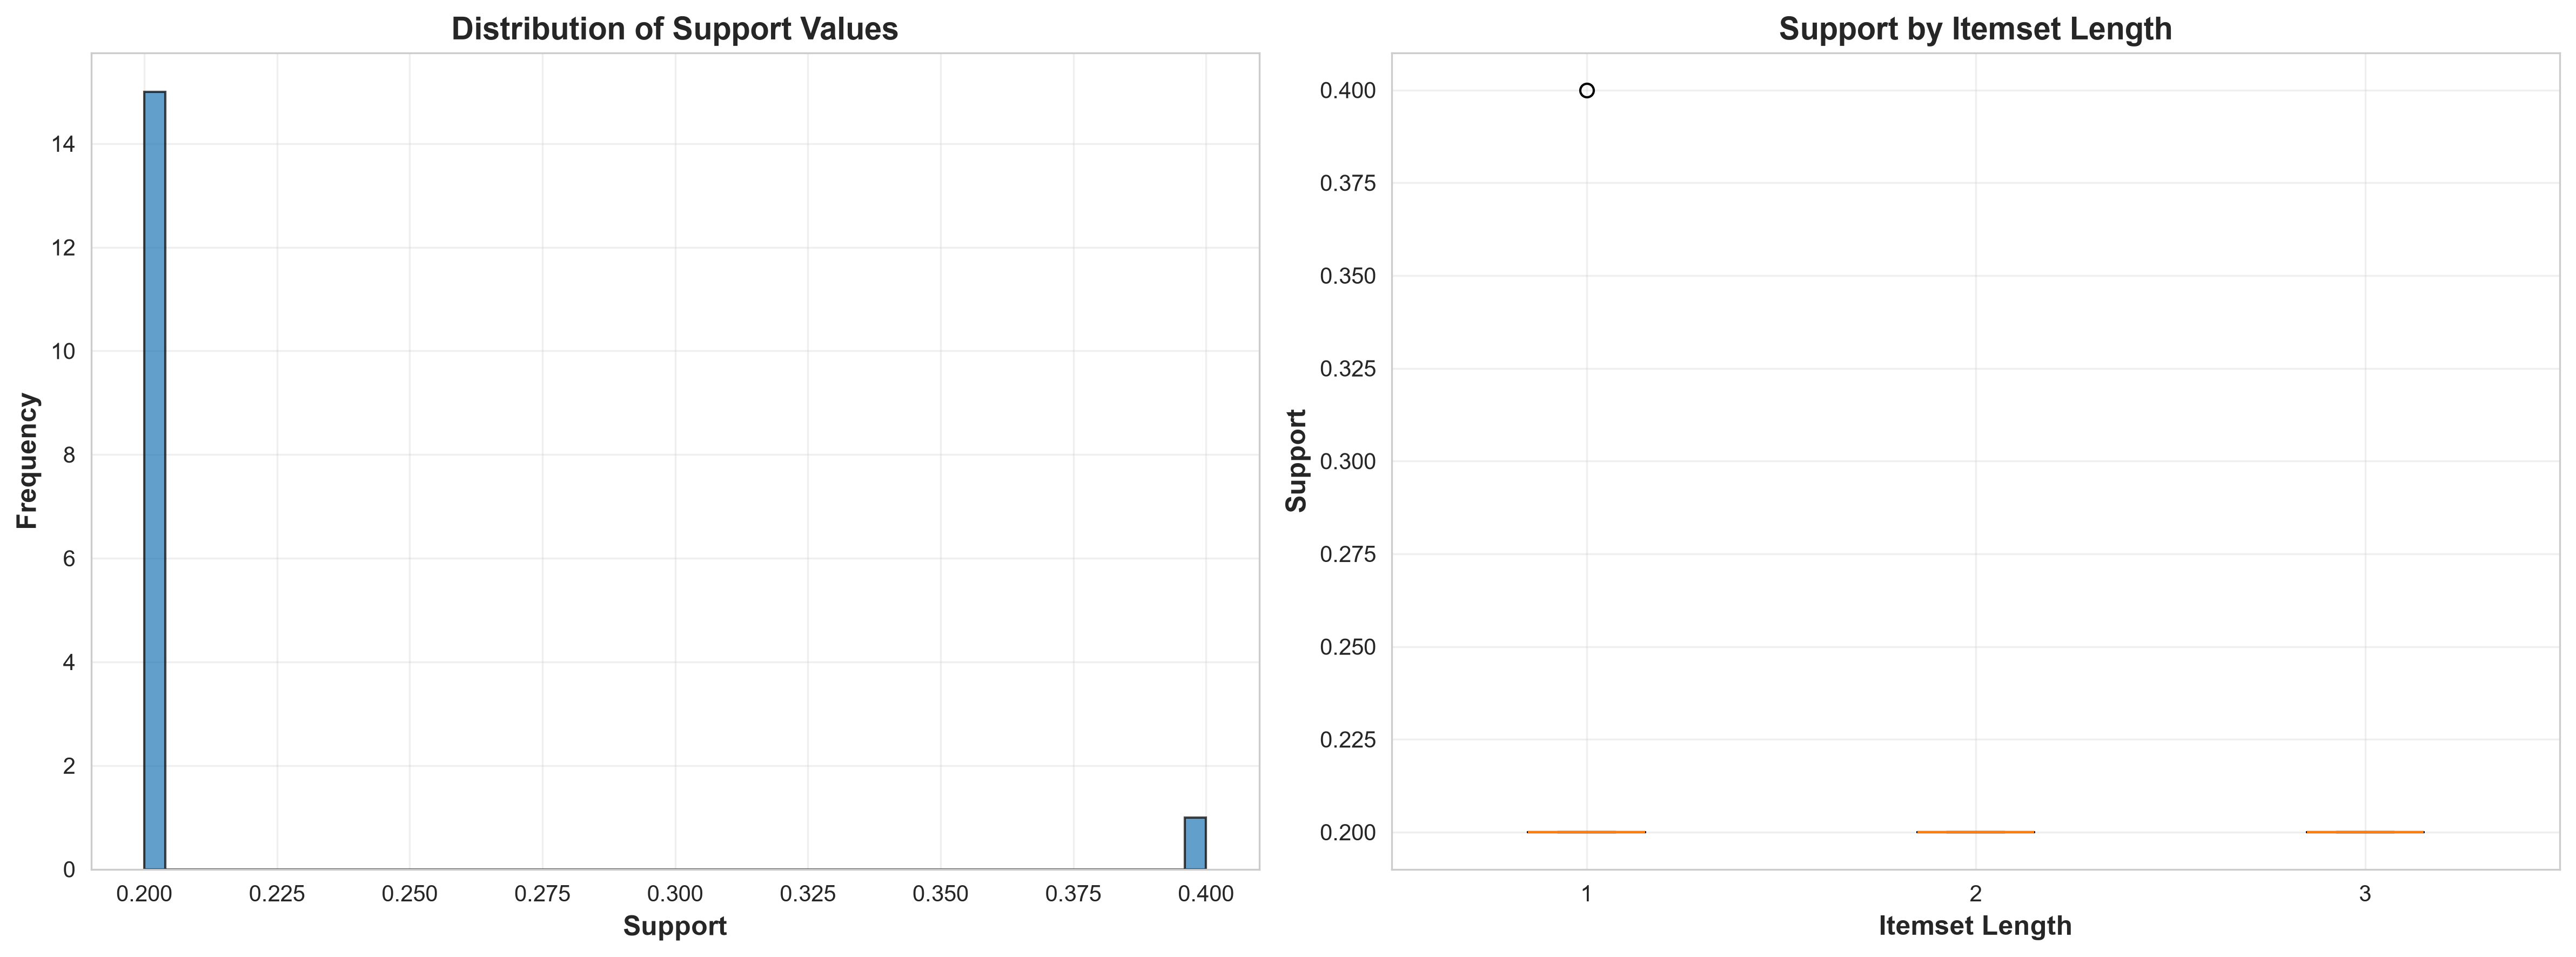 Distribution of Support Values
Frequency
14
12
10
8
6
4
2
0
0.200 0.225 0.250 0.275 0.300 0.325 0.350 0.375 0.400
Support
Support by Itemset Length
Support
0.400
0.375
0.350
0.325
0.300
0.275
0.250
0.225
0.200
1 2 3
Itemset Length